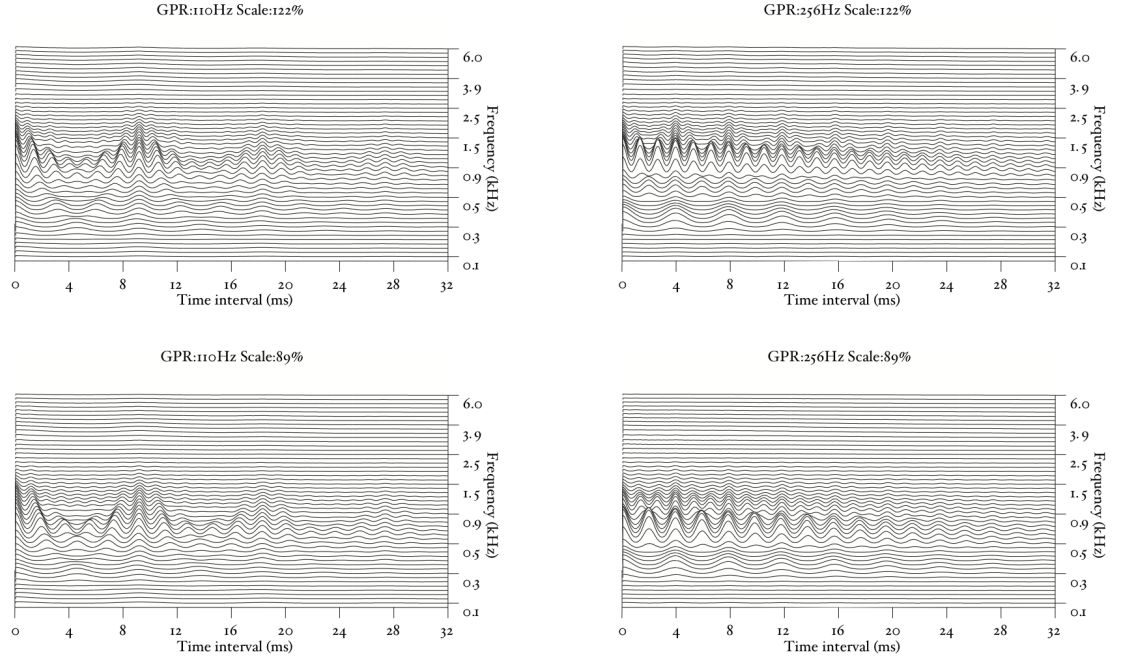 GPR:110Hz Scale:122%
6.0
3.9
2.5
1.5
0.9
0.5
0.3
0.1
Frequency (kHz)
0 4 8 12 16 20 24 28 32
Time interval (ms)
GPR:256Hz Scale:122%
6.0
3.9
2.5
1.5
0.9
0.5
0.3
0.1
Frequency (kHz)
0 4 8 12 16 20 24 28 32
Time interval (ms)
GPR:110Hz Scale:89%
6.0
3.9
2.5
1.5
0.9
0.5
0.3
0.1
Frequency (kHz)
0 4 8 12 16 20 24 28 32
Time interval (ms)
GPR:256Hz Scale:89%
6.0
3.9
2.5
1.5
0.9
0.5
0.3
0.1
Frequency (kHz)
0 4 8 12 16 20 24 28 32
Time interval (ms)